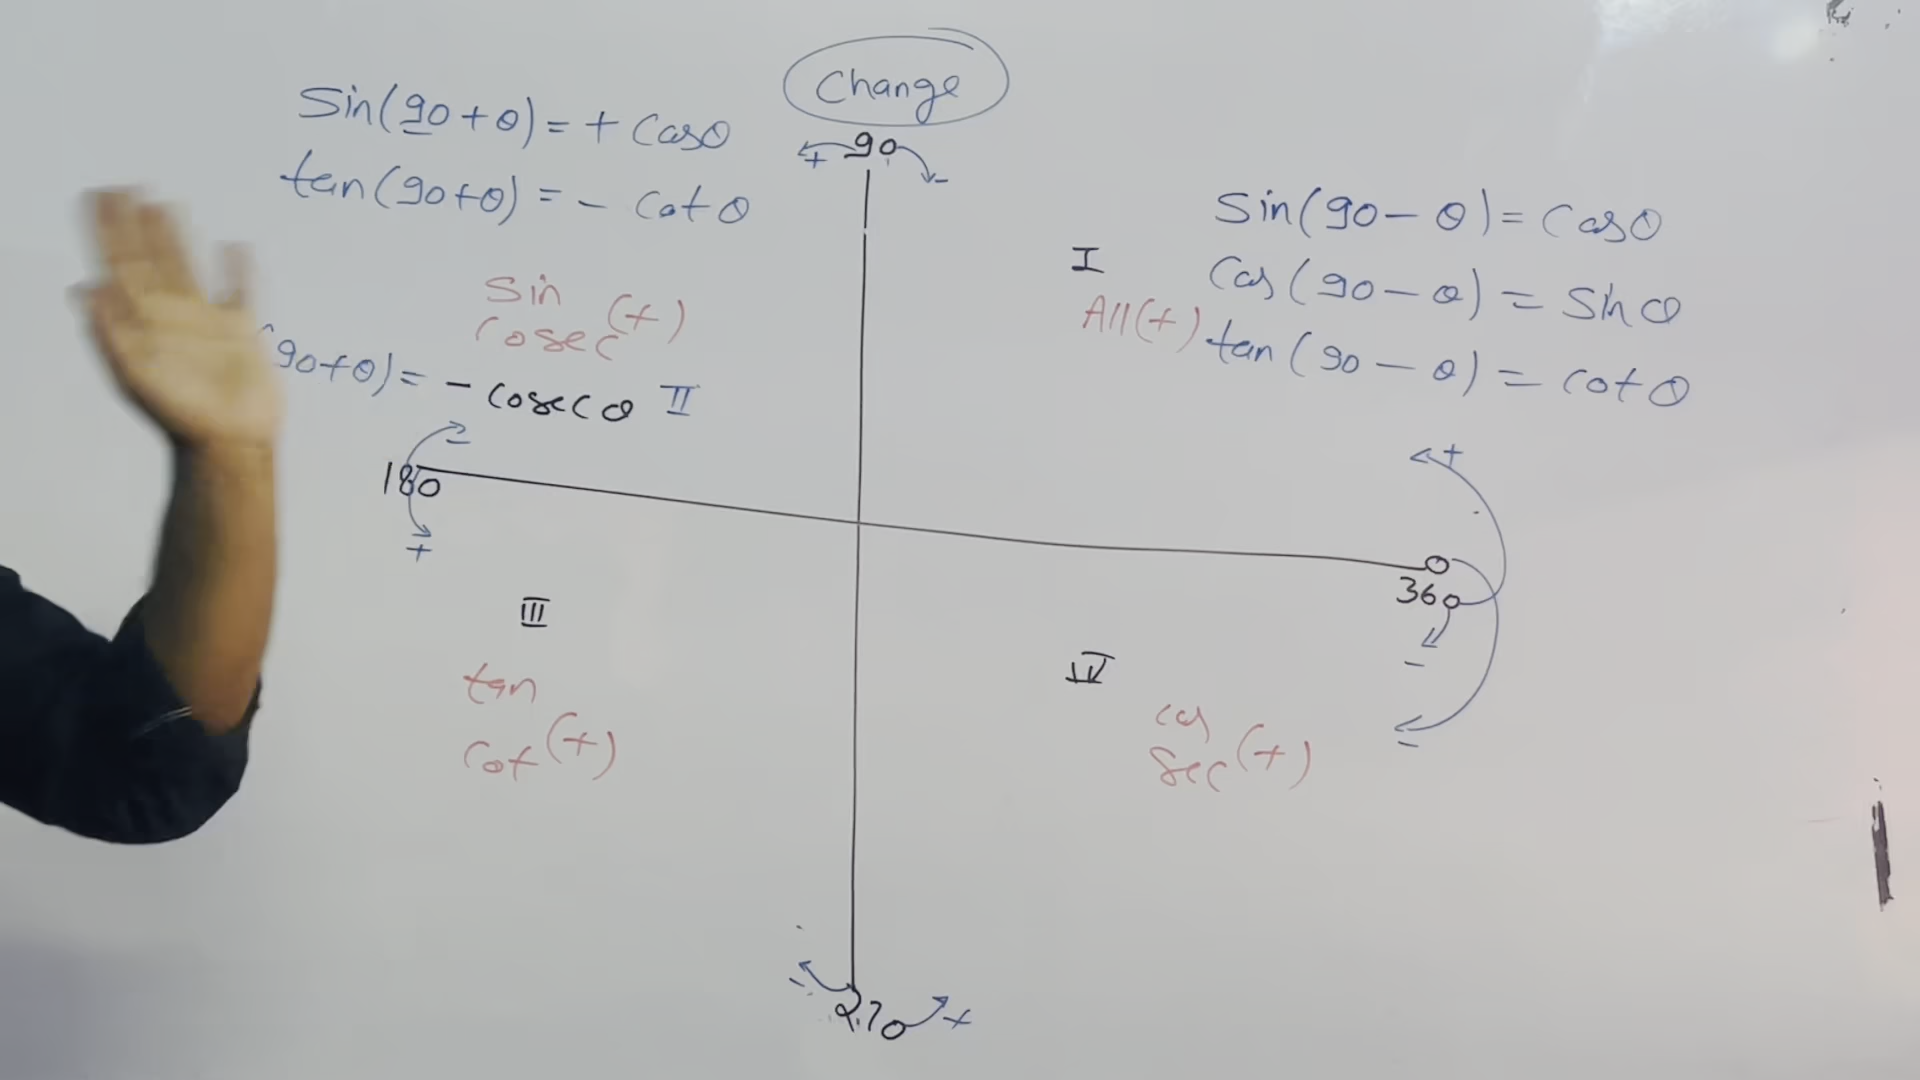 Change
Sin(90+θ) = + Cosθ
tan(90+θ) = - Cotθ
+ 90 -
Sin(90-θ) = Cosθ
Cos(90-θ) = Sinθ
tan(90-θ) = Cotθ
I
All(+)
Sin
Cosec (+)
90+θ) = - Cosecθ II
-
180
+
+
0
360
-
-
III
tan
Cot (+)
IV
Cos
Sec (+)
- 270 +